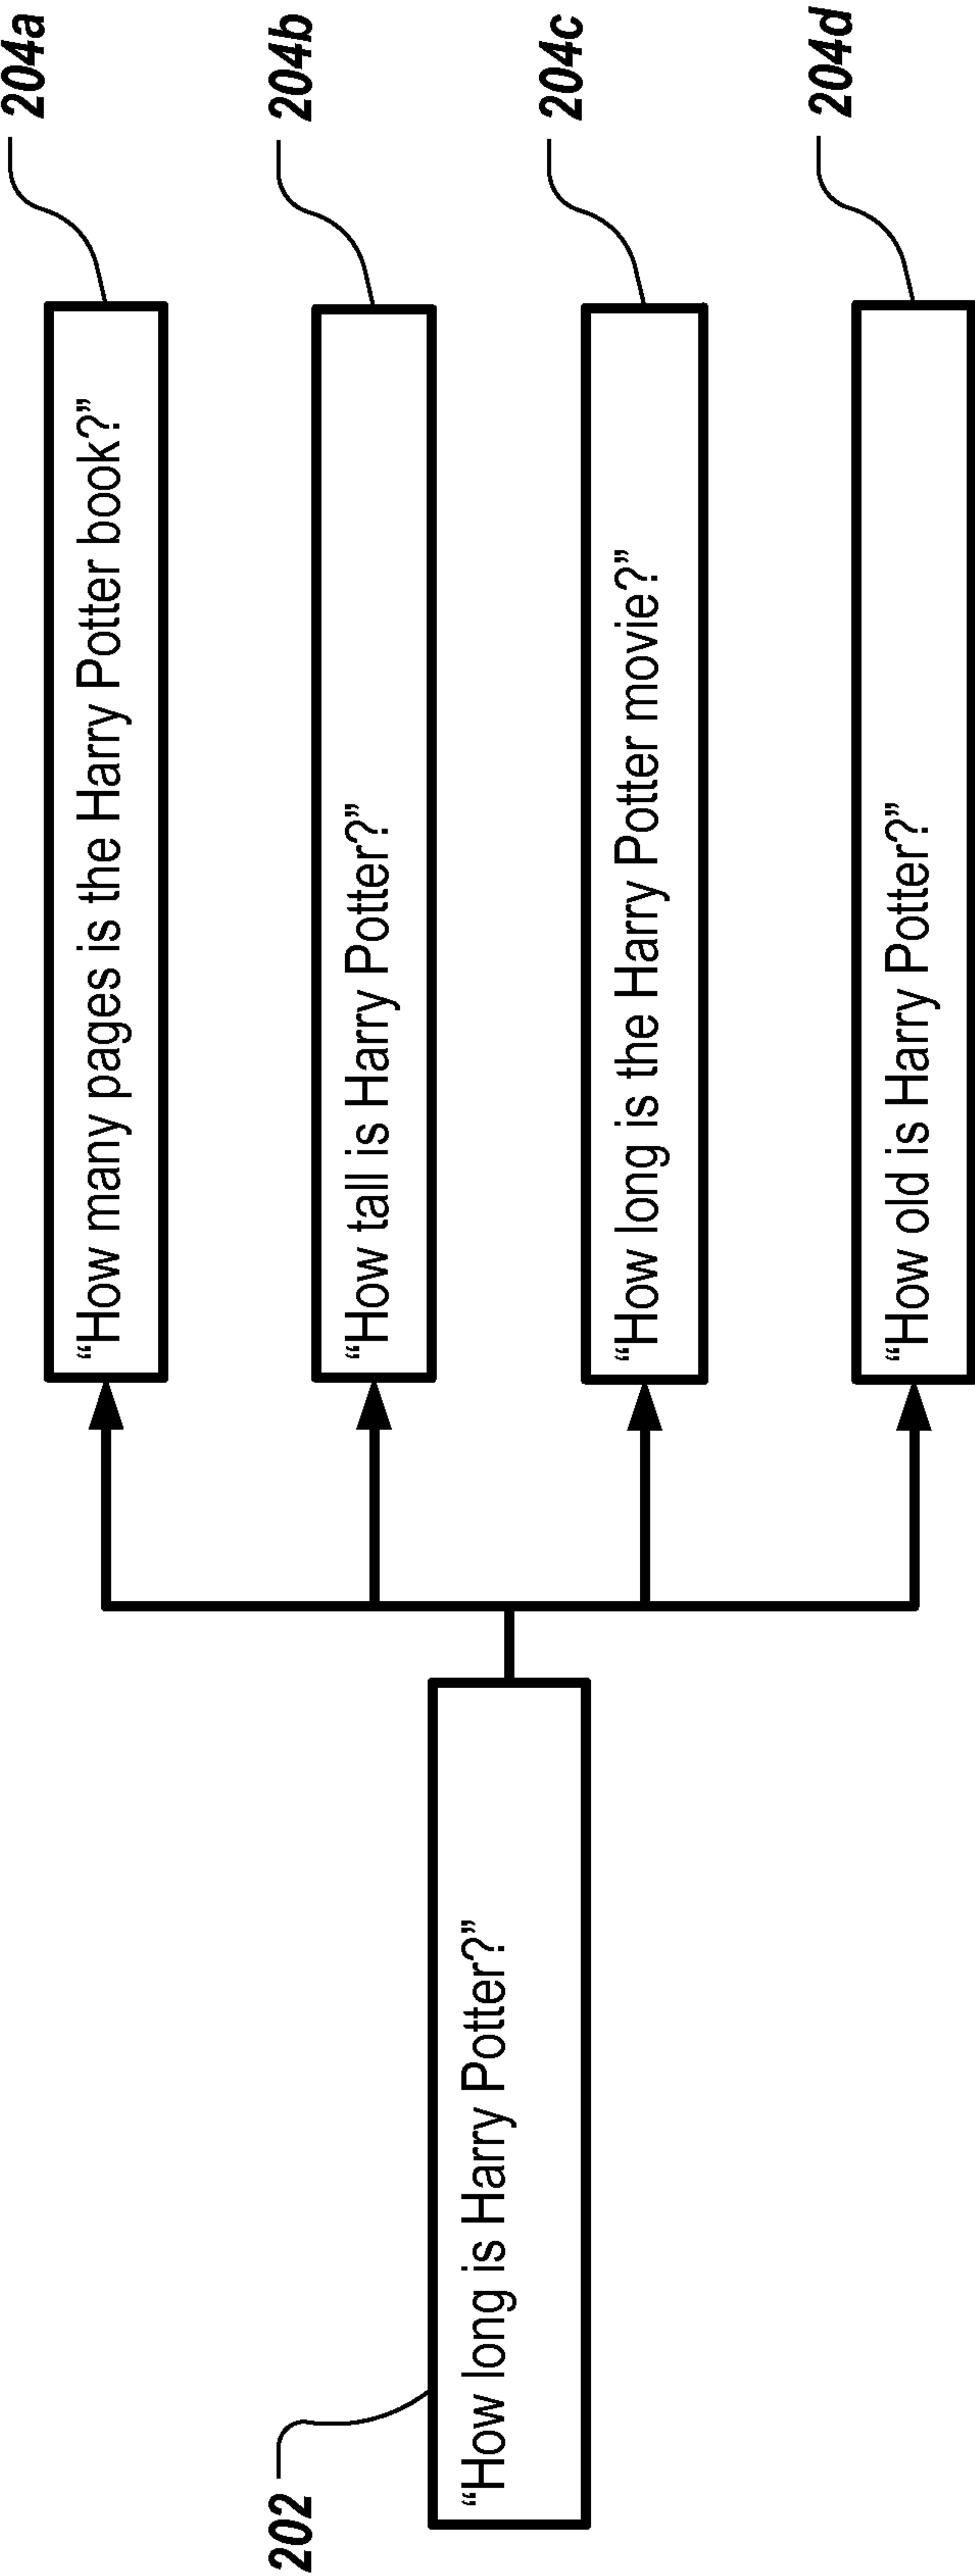 202
“How long is Harry Potter?”
“How many pages is the Harry Potter book?”
204a
“How tall is Harry Potter?”
204b
“How long is the Harry Potter movie?”
204c
“How old is Harry Potter?”
204d